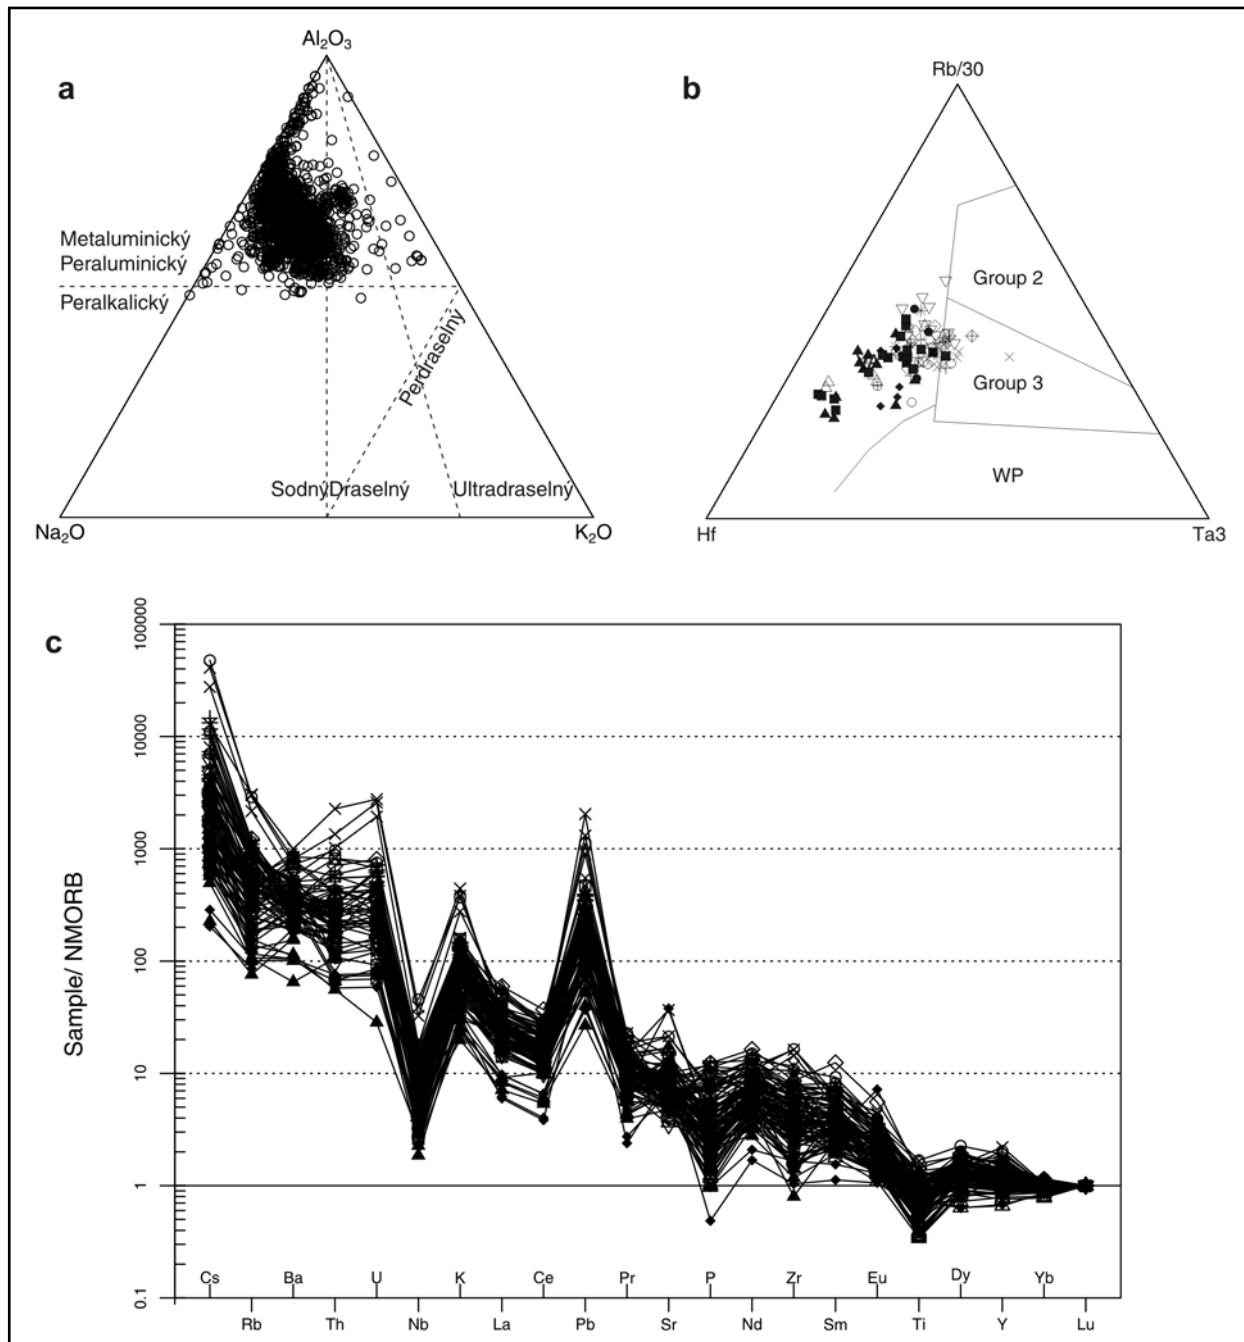 a
Al₂O₃
Metaluminický
Peraluminický
Peralkalický
Perdraselný
Sodný Draselný Ultradraselný
Na₂O
K₂O
b
Rb/30
Group 2
Group 3
WP
Hf
Ta3
c
Sample/ NMORB
100000
10000
1000
100
10
1
0.1
Cs Ba U K Ce Pb Pr P Zr Eu Dy Yb
Rb Th Nb La Sr Nd Sm Ti Y Lu